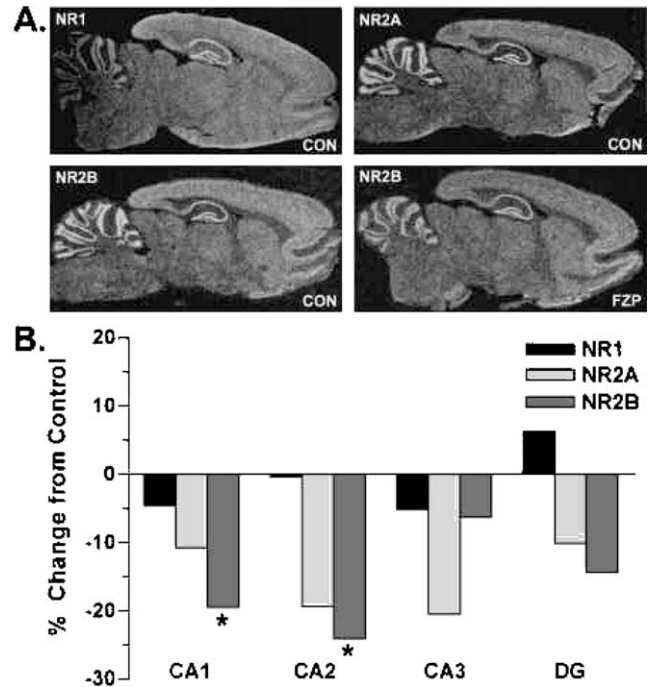 A.
NR1
CON
NR2A
CON
NR2B
CON
NR2B
FZP
B.
% Change from Control
20
10
0
-10
-20
-30
NR1
NR2A
NR2B
*
*
CA1
CA2
CA3
DG